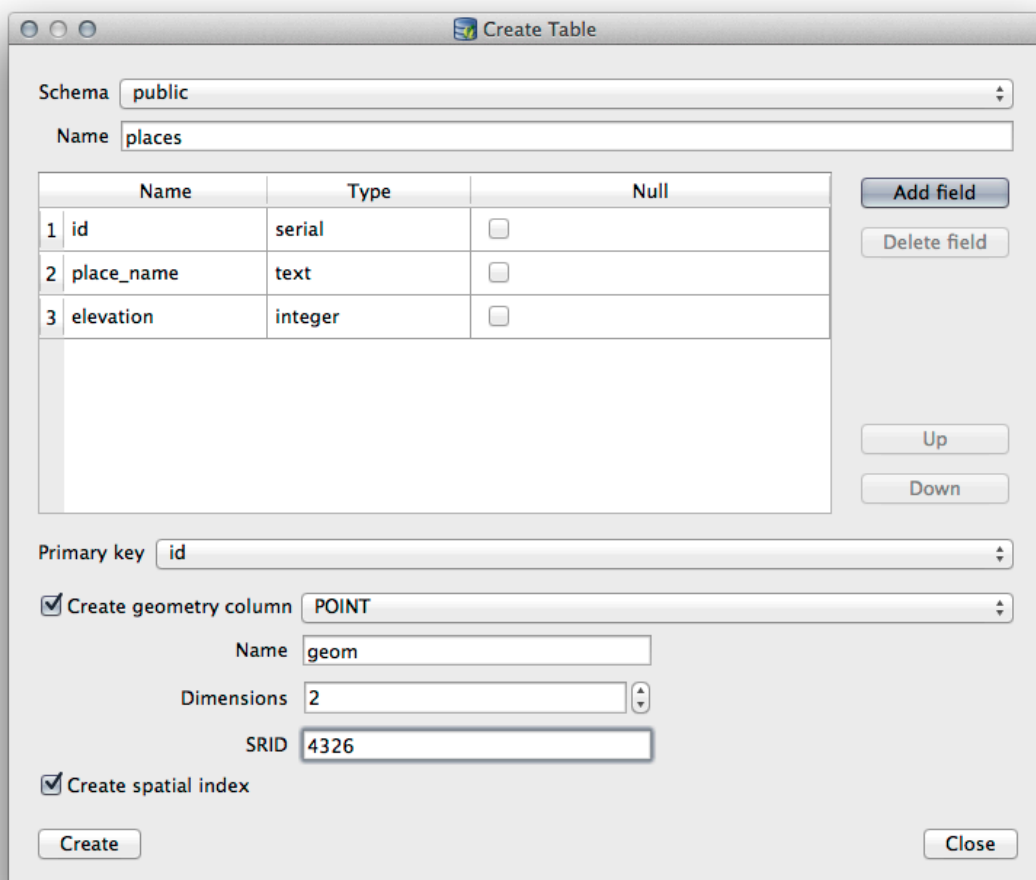 Create Table
Schema public
Name places
Name Type Null
Add field
1 id serial
Delete field
2 place_name text
3 elevation integer
Up
Down
Primary key id
Create geometry column POINT
Name geom
Dimensions 2
SRID 4326
Create spatial index
Create Close